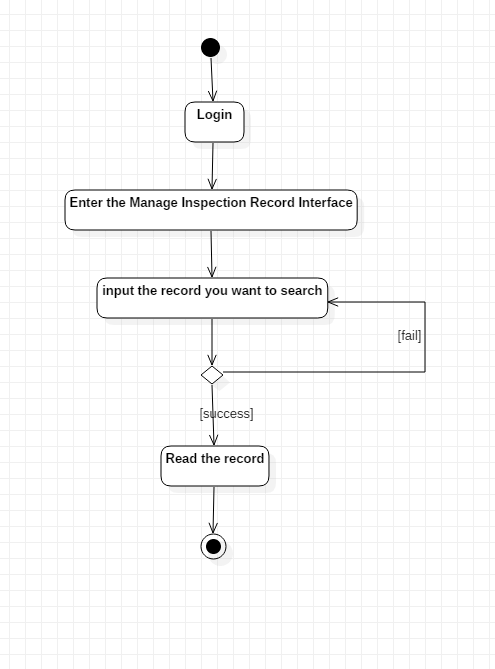 Login
Enter the Manage Inspection Record Interface
input the record you want to search
[fail]
[success]
Read the record